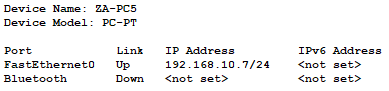 Device Name: ZA-PC5
Device Model: PC-PT
Port Link IP Address IPv6 Address
FastEthernet0 Up 192.168.10.7/24 <not set>
Bluetooth Down <not set> <not set>